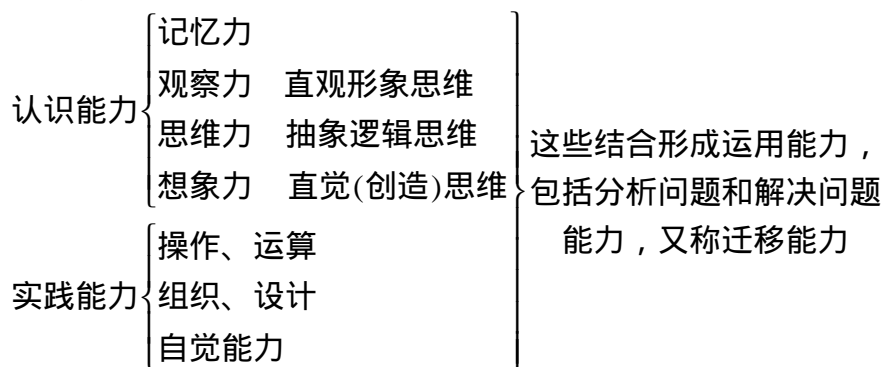 认识能力
记忆力
观察力 直观形象思维
思维力 抽象逻辑思维
想象力 直觉(创造)思维
实践能力
操作、运算
组织、设计
自觉能力
这些结合形成运用能力，
包括分析问题和解决问题
能力，又称迁移能力